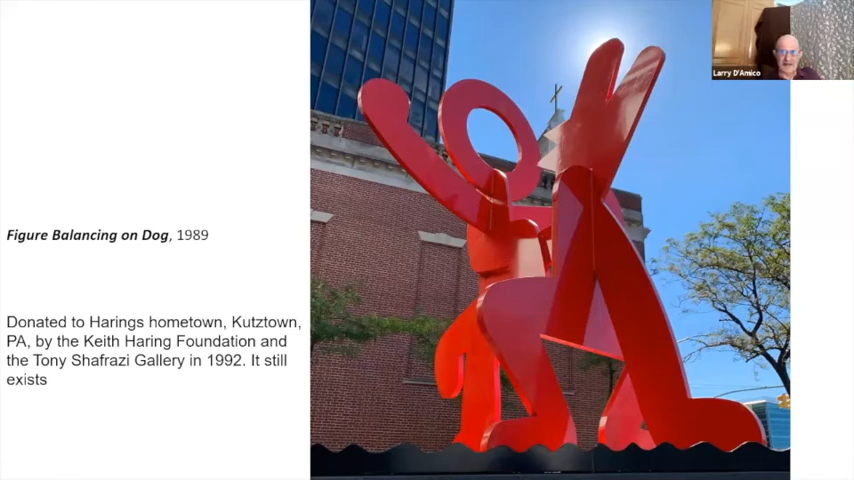 Larry D'Amico
Figure Balancing on Dog, 1989
Donated to Harings hometown, Kutztown,
PA, by the Keith Haring Foundation and
the Tony Shafrazi Gallery in 1992. It still
exists